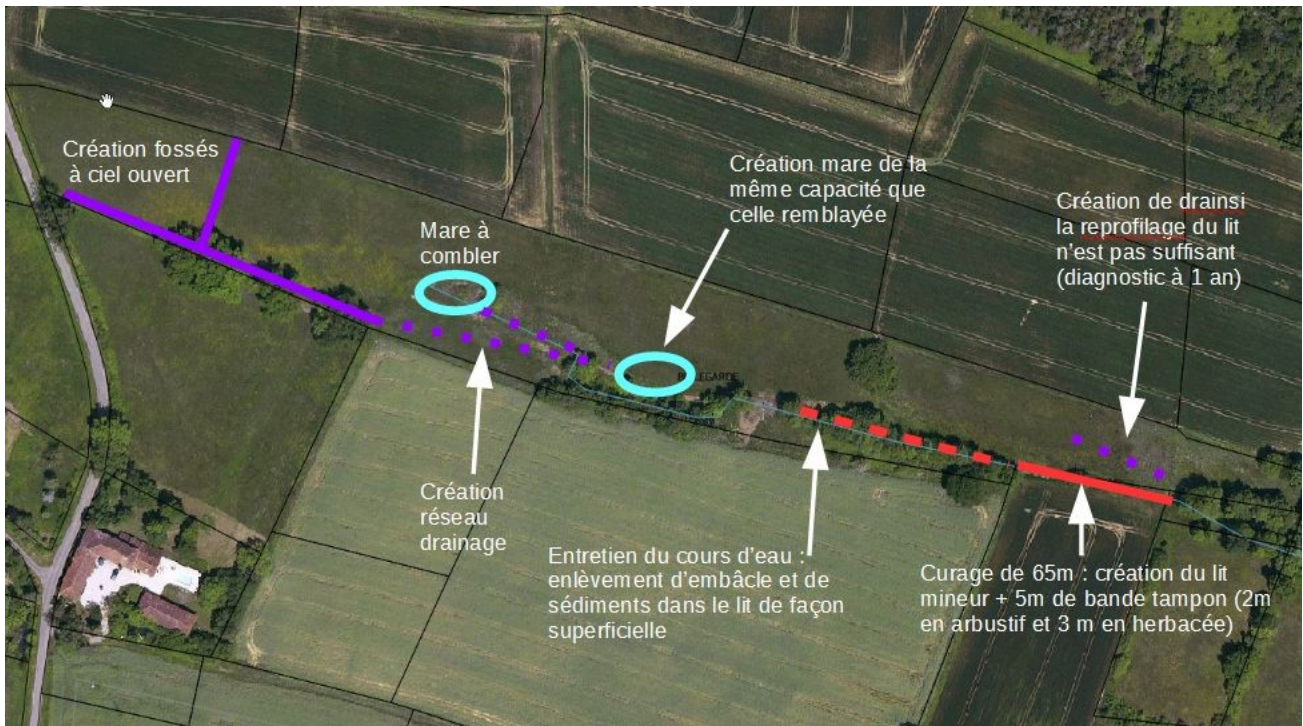 Création fossés
à ciel ouvert
Mare à
combler
Création mare de la
même capacité que
celle remblayée
Création de drainsi
la reprofilage du lit
n'est pas suffisant
(diagnostic à 1 an)
Création
réseau
drainage
Entretien du cours d'eau :
enlèvement d'embâcle et de
sédiments dans le lit de façon
superficielle
Curage de 65m : création du lit
mineur + 5m de bande tampon (2m
en arbustif et 3 m en herbacée)